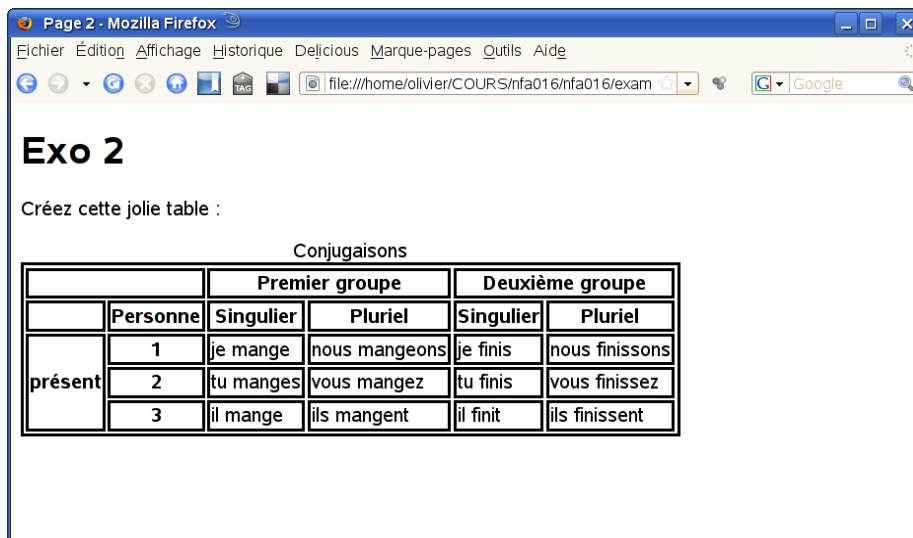 Page 2 - Mozilla Firefox
Eichier Édition Affichage Historique Delicious Marque-pages Outils Aide
TAG file:///home/olivier/COURS/nfa016/nfa016/exam G Google
Exo 2
Créez cette jolie table :
Conjugaisons
Premier groupe Deuxième groupe
Personne Singulier Pluriel Singulier Pluriel
présent 1 je mange nous mangeons je finis nous finissons
2 tu manges vous mangez tu finis vous finissez
3 il mange ils mangent il finit ils finissent